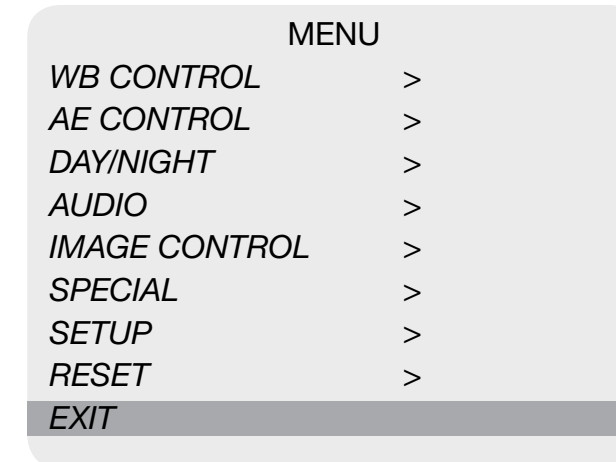 MENU
WB CONTROL >
AE CONTROL >
DAY/NIGHT >
AUDIO >
IMAGE CONTROL >
SPECIAL >
SETUP >
RESET >
EXIT